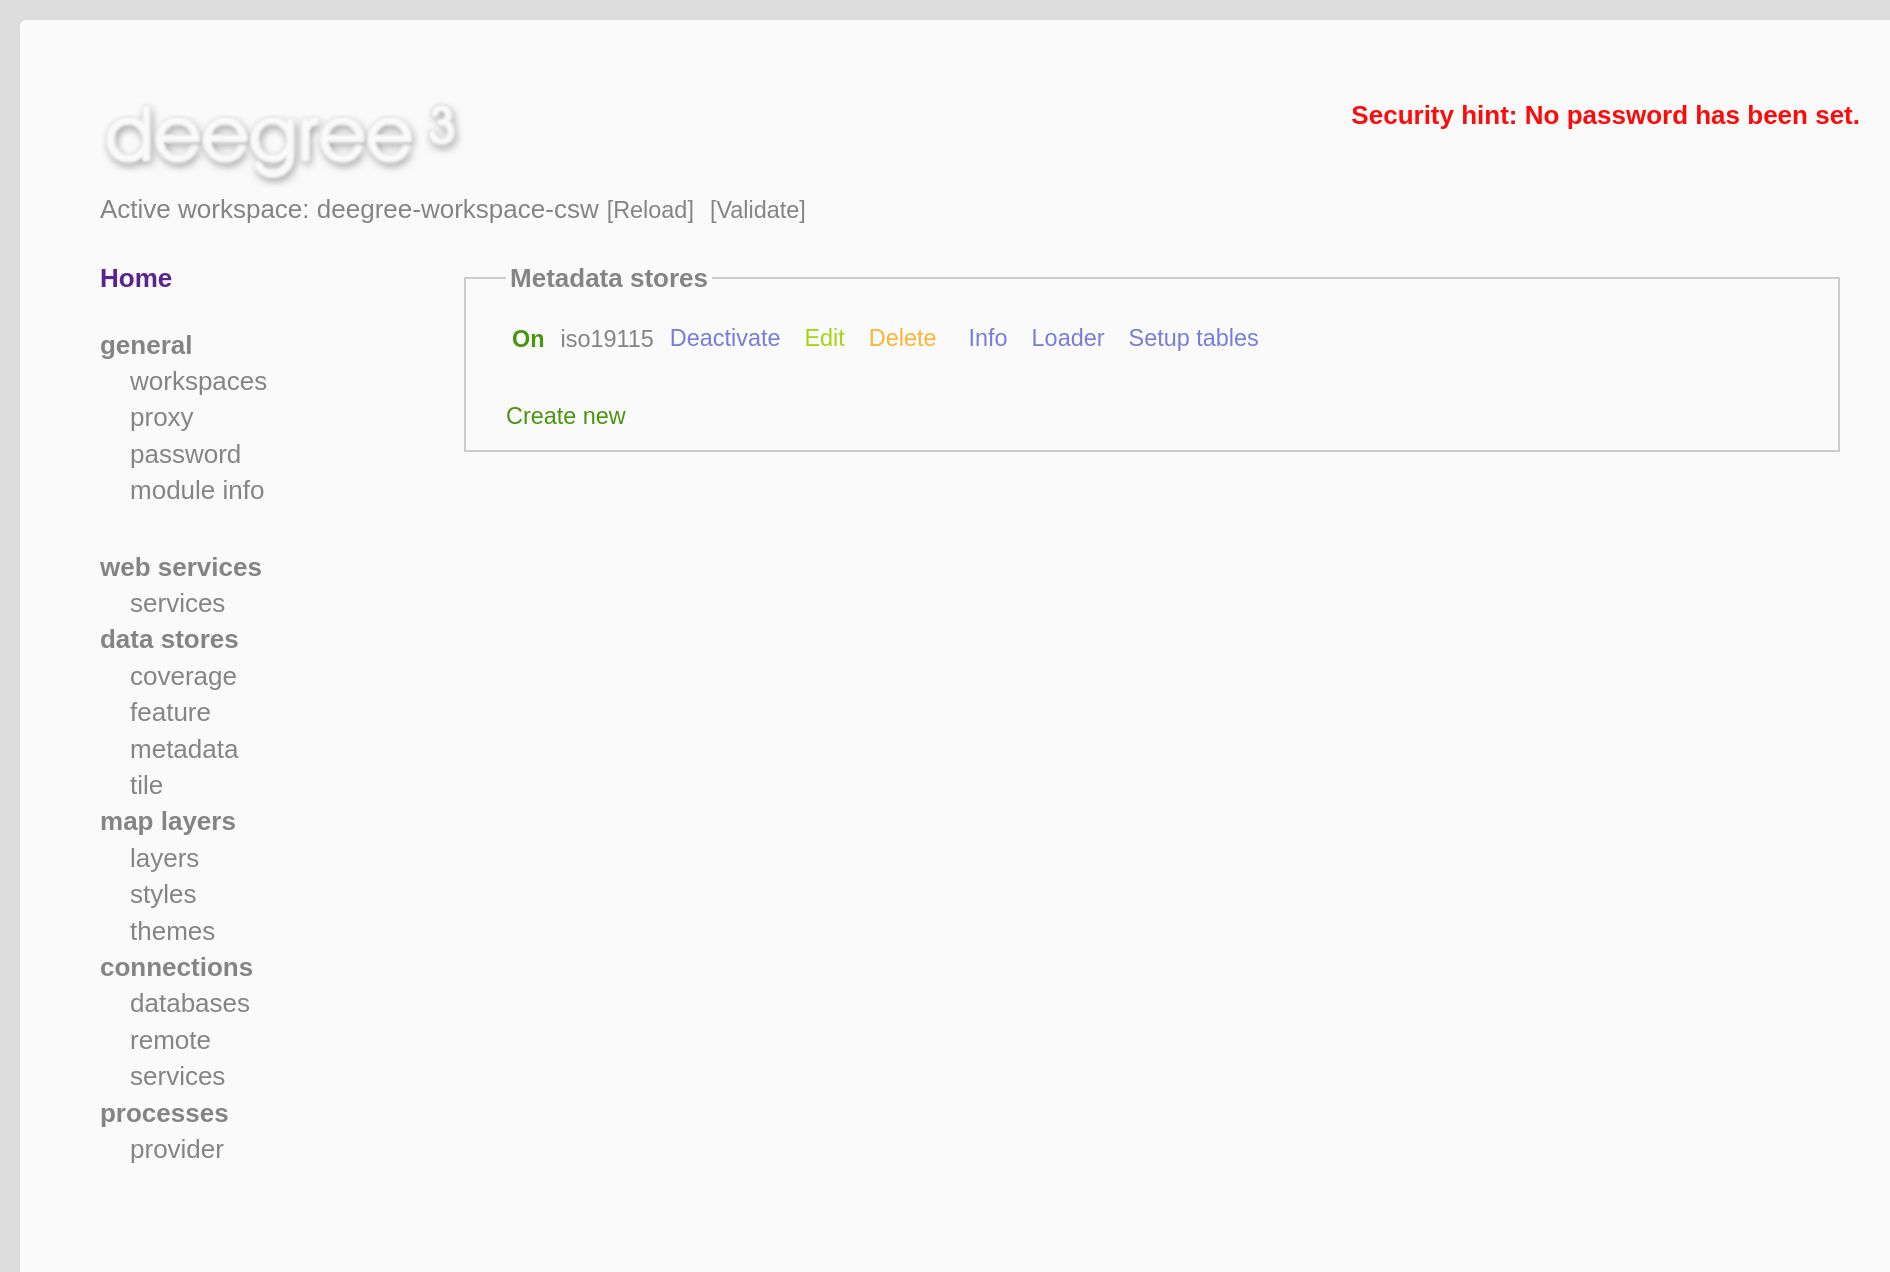 deegree 3
Security hint: No password has been set.
Active workspace: deegree-workspace-csw [Reload] [Validate]
Home
general
workspaces
proxy
password
module info
web services
services
data stores
coverage
feature
metadata
tile
map layers
layers
styles
themes
connections
databases
remote
services
processes
provider
Metadata stores
On iso19115 Deactivate Edit Delete Info Loader Setup tables
Create new